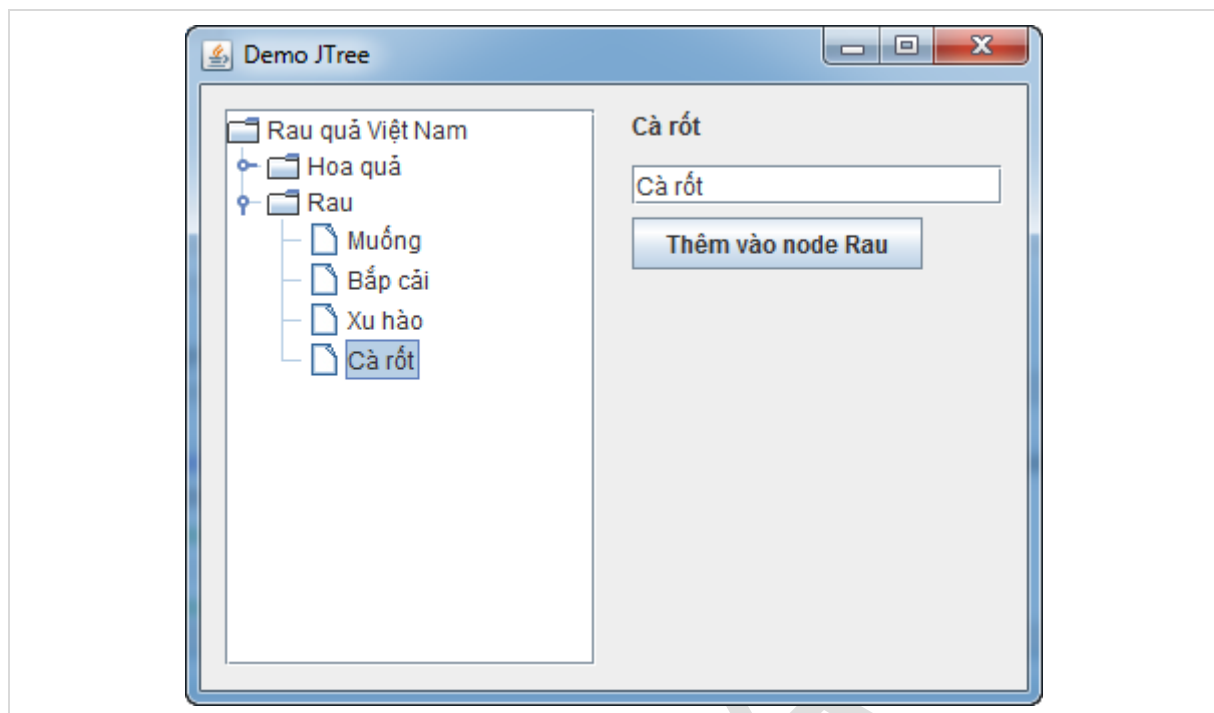 Demo JTree
Rau quả Việt Nam
Hoa quả
Rau
Muống
Bắp cải
Xu hào
Cà rốt
Cà rốt
Cà rốt
Thêm vào node Rau